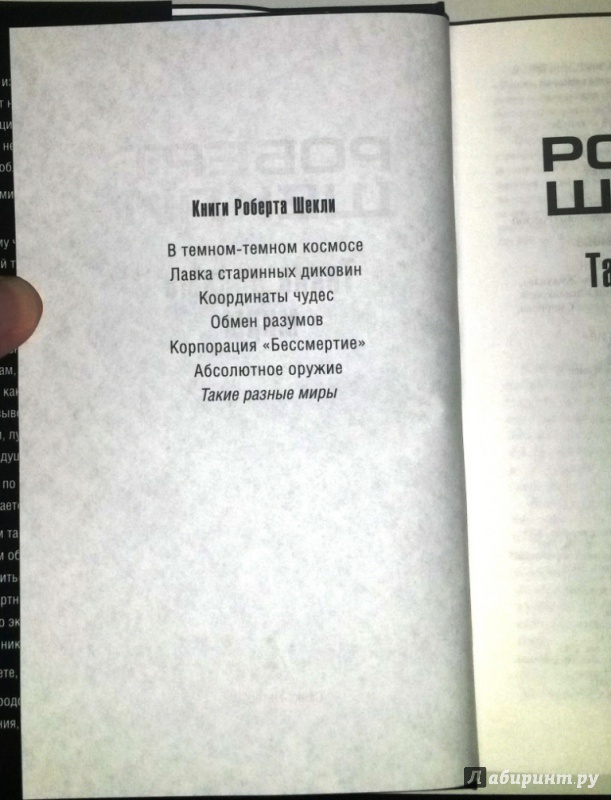 Книги Роберта Шекли
В темном-темном космосе
Лавка старинных диковин
Координаты чудес
Обмен разумов
Корпорация «Бессмертие»
Абсолютное оружие
Такие разные миры
РО
Ш
Та
Лабиринт.ру